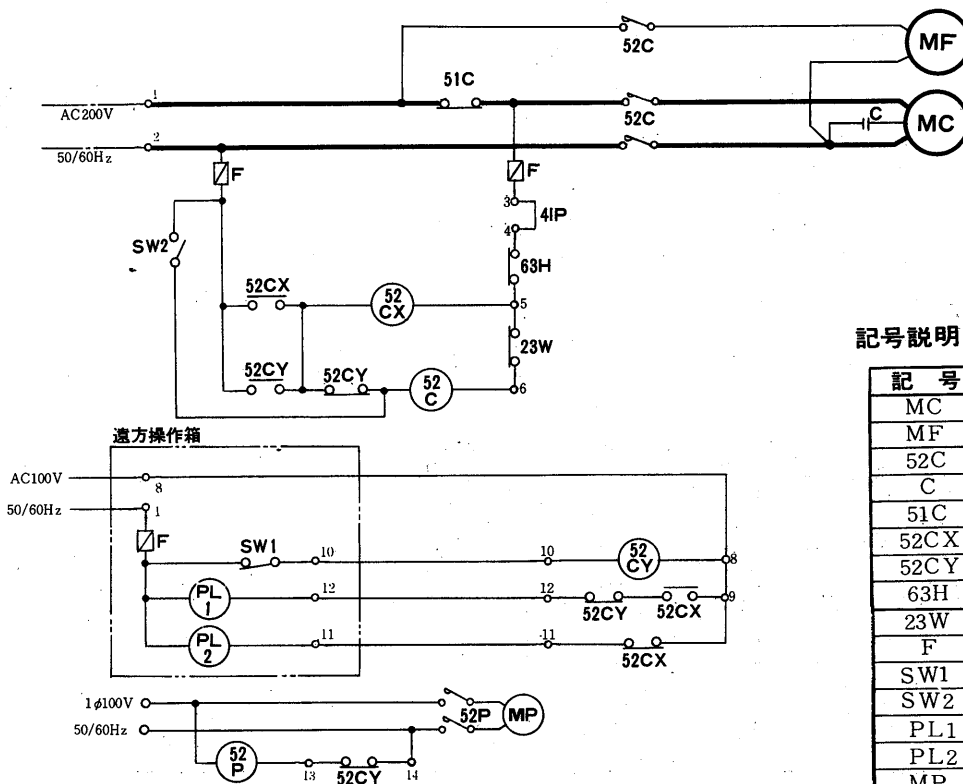 MF
52C
51C
1
AC200V
52C
C
MC
2
50/60Hz
F
F
3
41P
4
SW2
63H
52CX
52
CX
5
23W
52CY
52CY
52
C
6
記号説明
記 号
MC
MF
52C
C
51C
52CX
52CY
63H
23W
F
SW1
SW2
PL1
PL2
MP
遠方操作箱
AC100V
8
50/60Hz
1
F
SW1
10
10
52
CY
8
PL
1
12
12
52CY
52CX
9
PL
2
11
11
52CX
1φ100V
52P
MP
50/60Hz
52
P
13
52CY
14